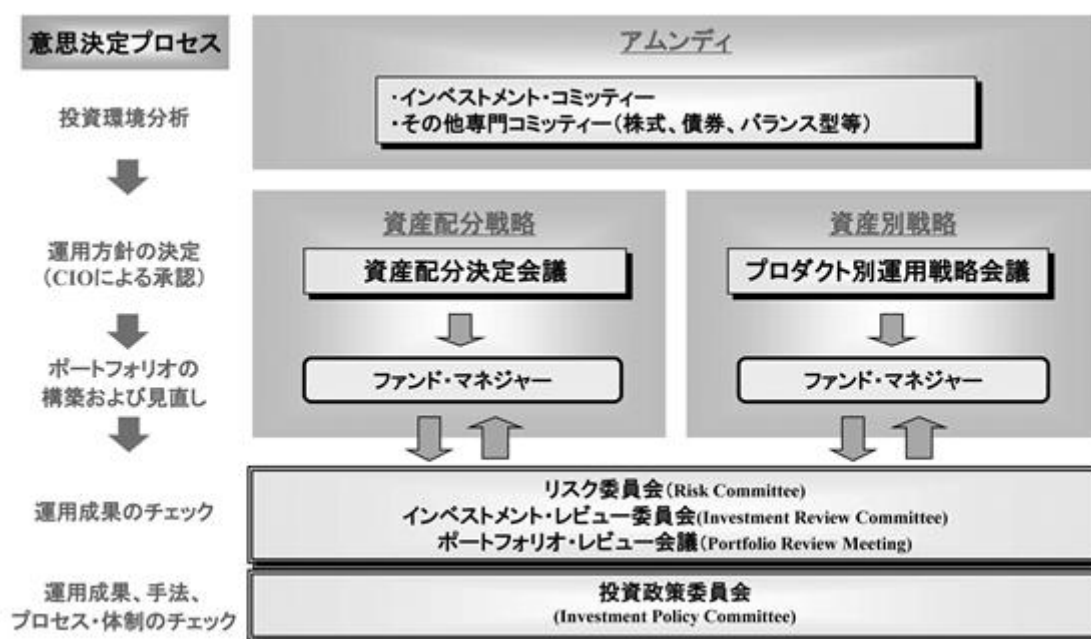 意思決定プロセス
アムンディ
投資環境分析
・インベストメント・コミッティー
・その他専門コミッティー(株式、債券、バランス型等)
資産配分戦略
資産別戦略
運用方針の決定
(CIOによる承認)
資産配分決定会議
プロダクト別運用戦略会議
ポートフォリオの
構築および見直し
ファンド・マネジャー
ファンド・マネジャー
運用成果のチェック
リスク委員会(Risk Committee)
インベストメント・レビュー委員会(Investment Review Committee)
ポートフォリオ・レビュー会議(Portfolio Review Meeting)
運用成果、手法、
プロセス・体制のチェック
投資政策委員会
(Investment Policy Committee)